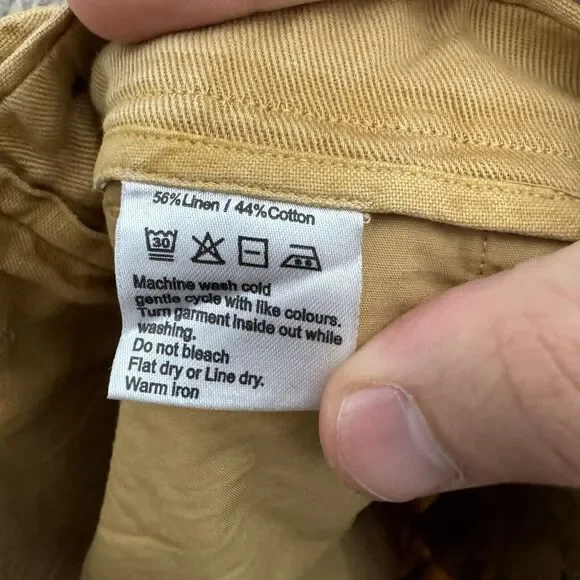 56%Linen / 44%Cotton
30
Machine wash cold
gentle cycle with like colours.
Turn garment inside out while
washing.
Do not bleach
Flat dry or Line dry.
Warm iron